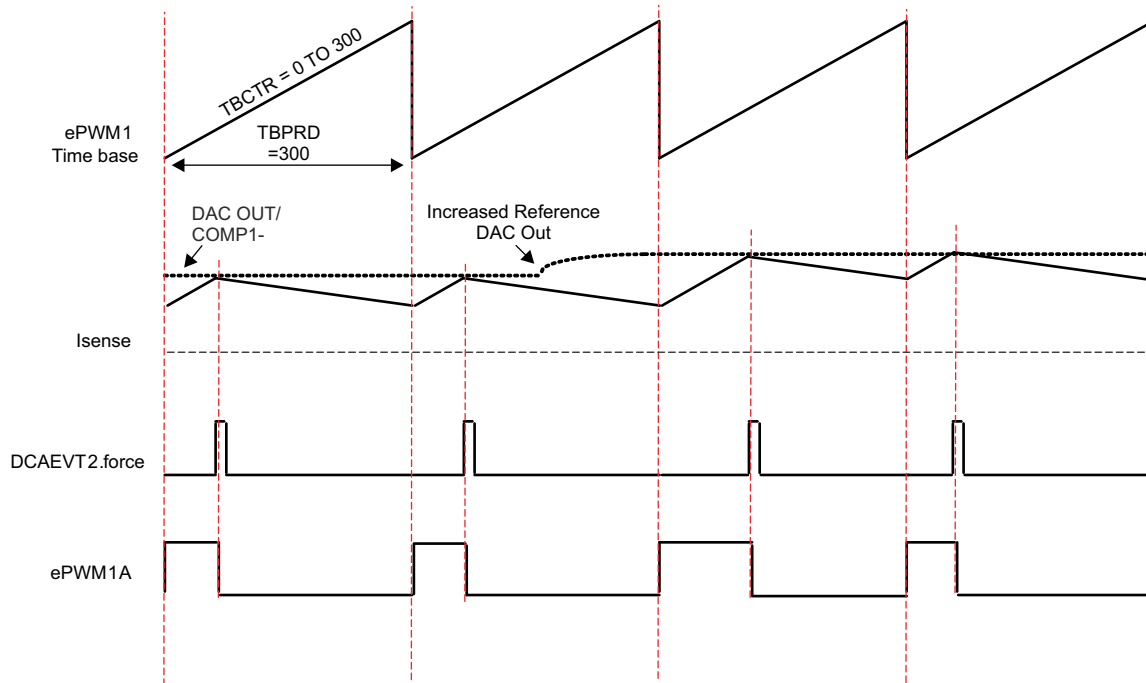 TBCTR = 0 TO 300
ePWM1
Time base
TBPRD
=300
DAC OUT/
COMP1-
Increased Reference
DAC Out
Isense
DCAEVT2.force
ePWM1A